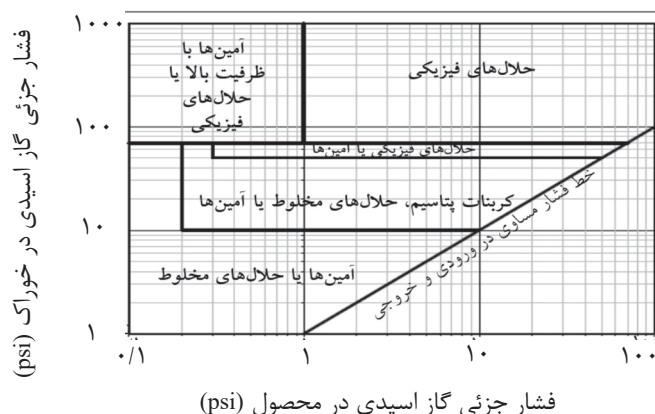 فشار جزئی گاز اسیدی در خوراک (psi)
۱۰۰۰
۱۰۰
۱۰
۱
آمین‌ها با
ظرفیت بالا یا
حلال‌های
فیزیکی
حلال‌های فیزیکی
حلال‌های فیزیکی یا آمین‌ها
کربنات پتاسیم، حلال‌های مخلوط یا آمین‌ها
آمین‌ها یا حلال‌های مخلوط
خط فشار مساوی در ورودی و خروجی
۰/۱
۱
۱۰
۱۰۰
فشار جزئی گاز اسیدی در محصول (psi)